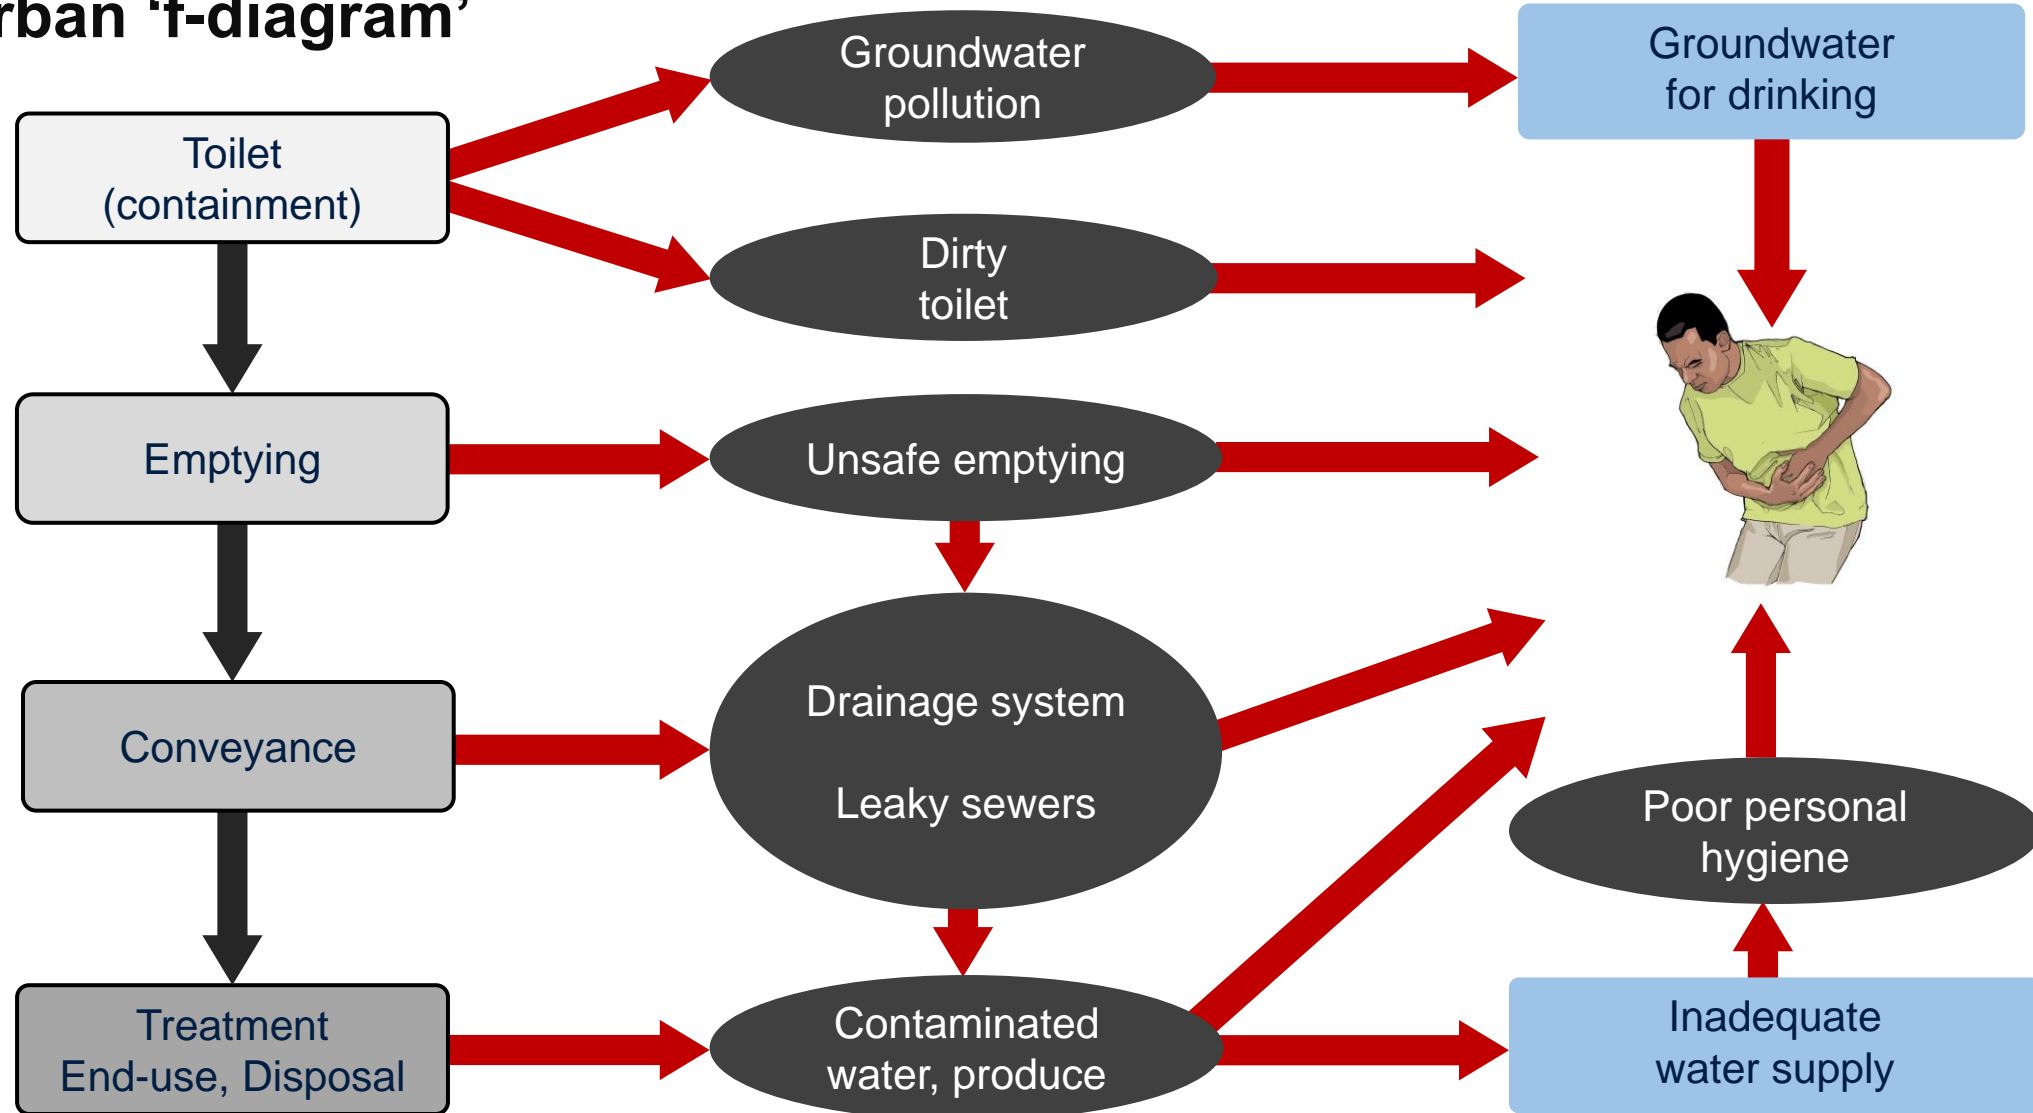 rban ‘f-diagram’
Groundwater
pollution
Groundwater
for drinking
Toilet
(containment)
Dirty
toilet
Emptying
Unsafe emptying
Conveyance
Drainage system
Leaky sewers
Poor personal
hygiene
Treatment
End-use, Disposal
Contaminated
water, produce
Inadequate
water supply